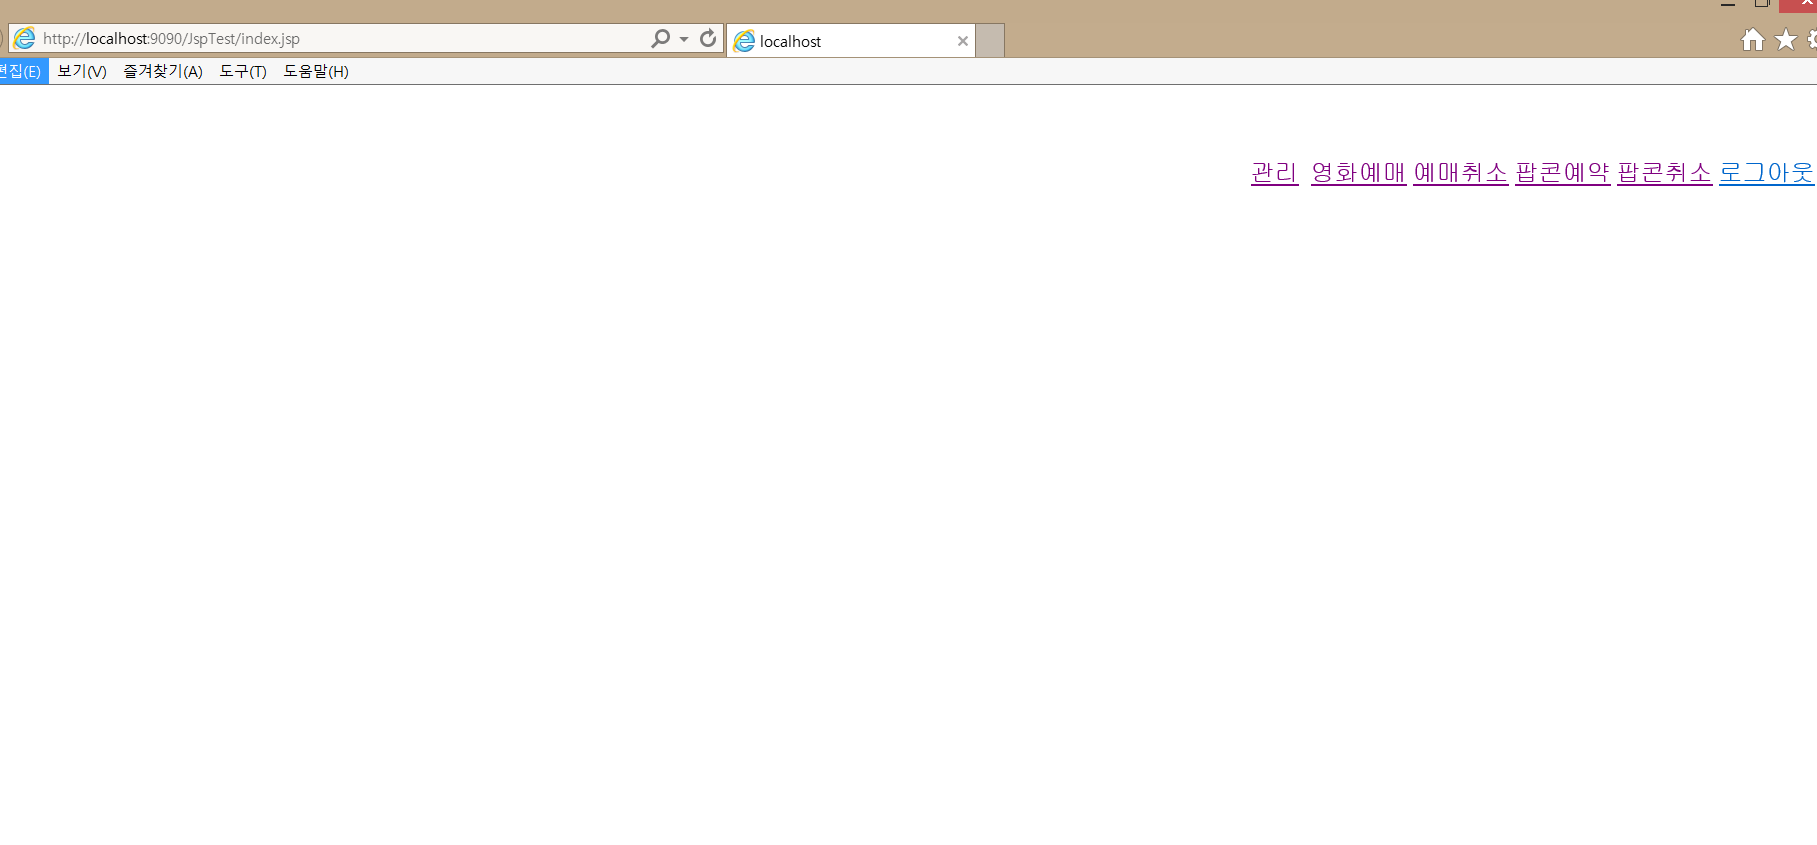 http://localhost:9090/JspTest/index.jsp localhost
편집(E) 보기(V) 즐겨찾기(A) 도구(T) 도움말(H)
관리 영화예매 예매취소 팝콘예약 팝콘취소 로그아웃